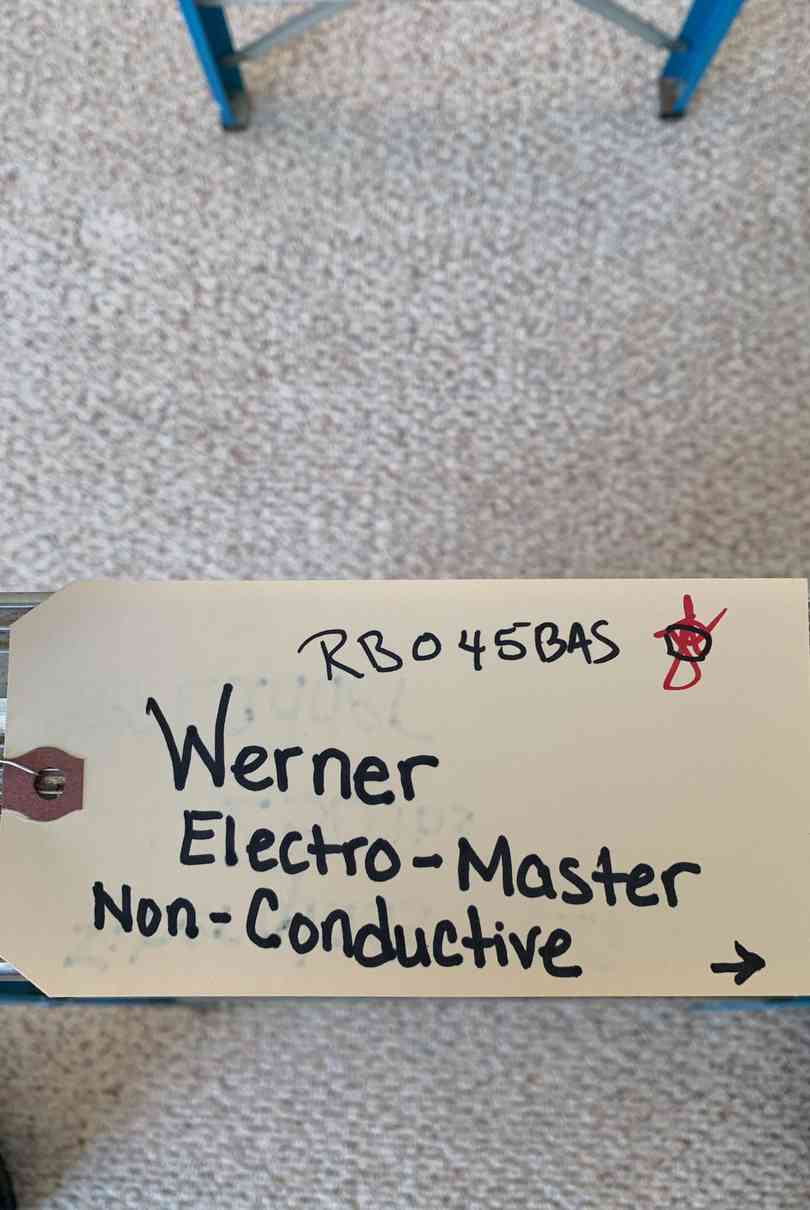 RB045BAS
Werner
Electro-Master
Non-Conductive
→